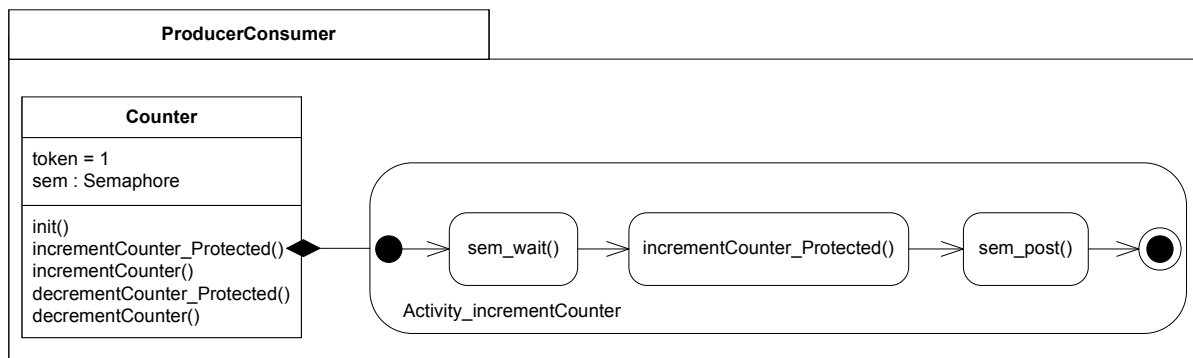 ProducerConsumer
Counter
token = 1
sem : Semaphore
init()
incrementCounter_Protected()
incrementCounter()
decrementCounter_Protected()
decrementCounter()
sem_wait()
incrementCounter_Protected()
sem_post()
Activity_incrementCounter